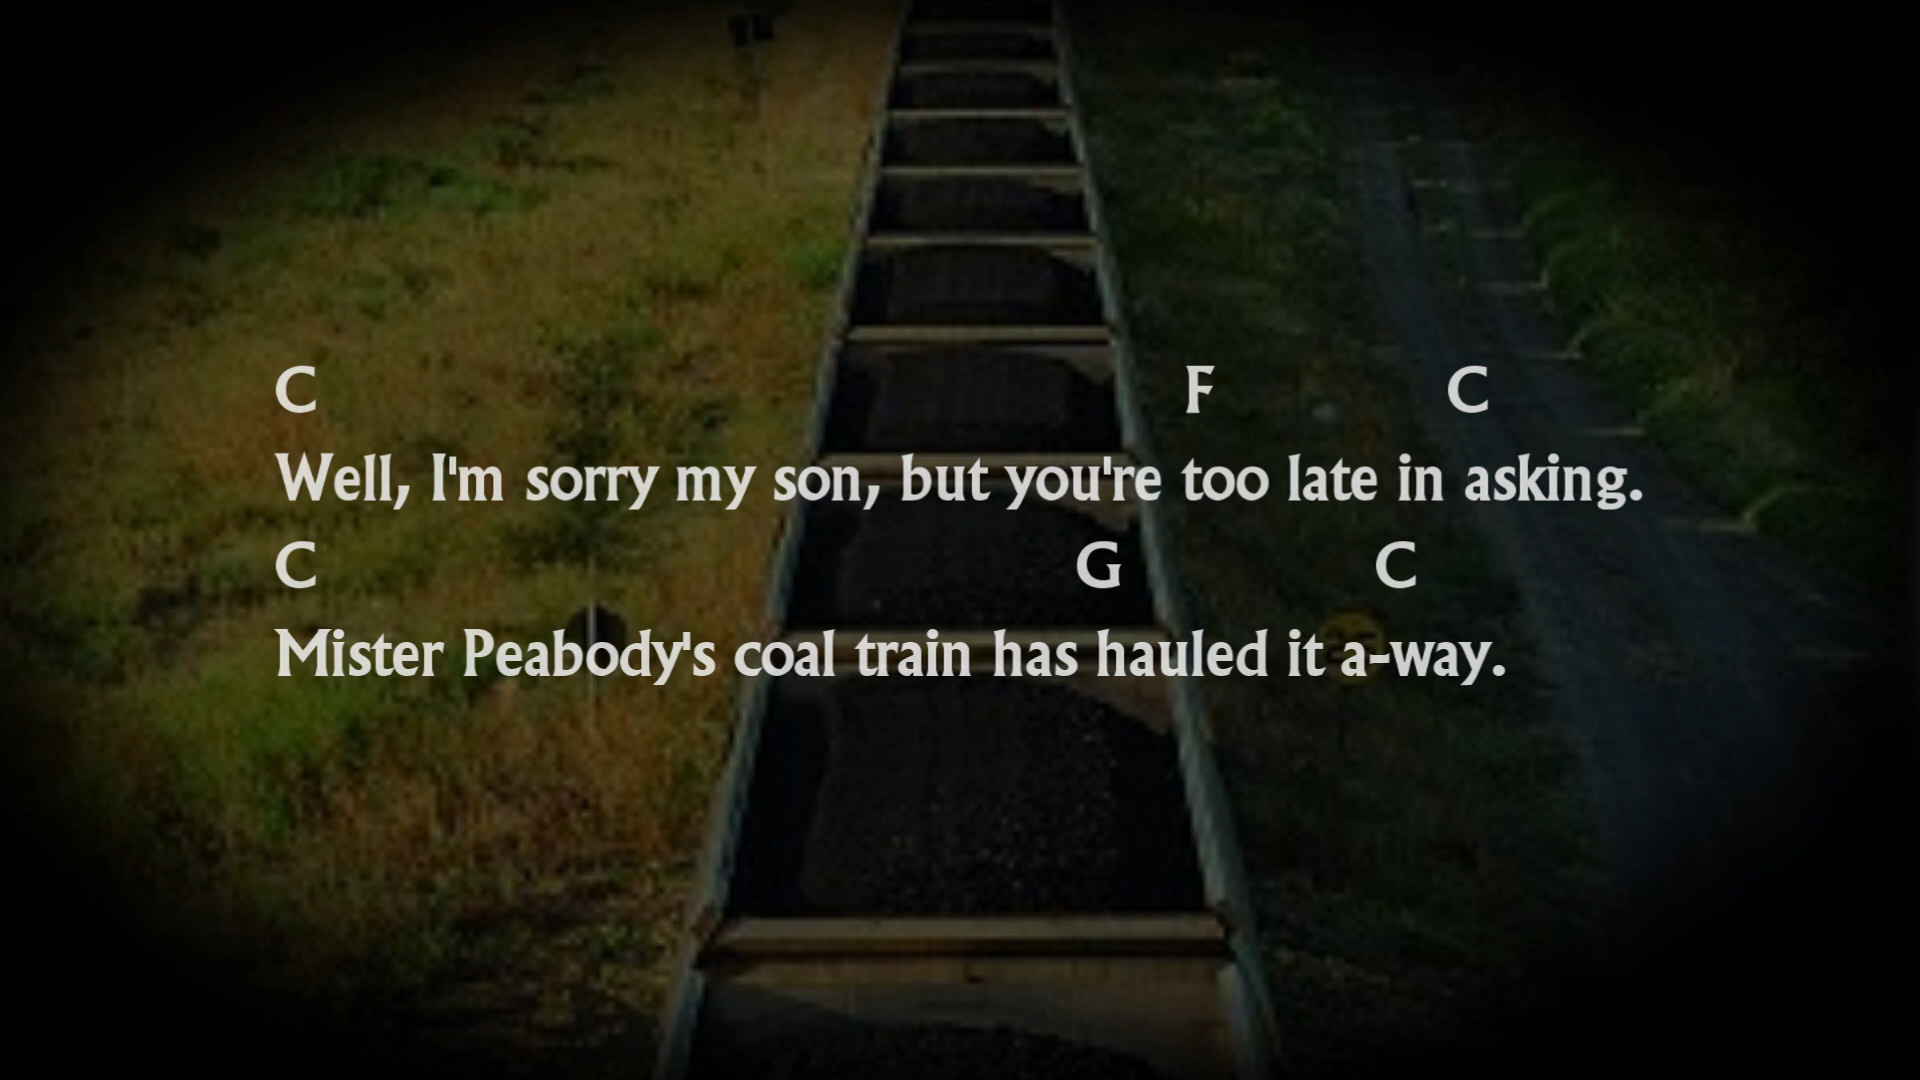 C F C
Well, I'm sorry my son, but you're too late in asking.
C G C
Mister Peabody's coal train has hauled it a-way.